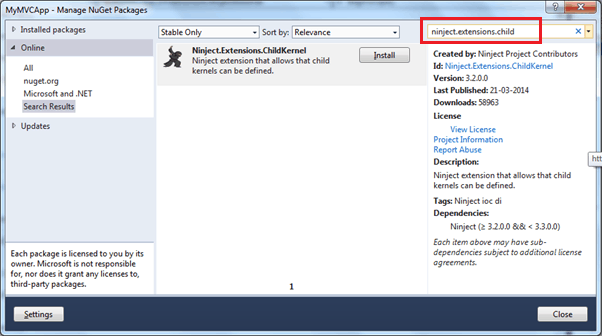 MyMVCApp - Manage NuGet Packages
Installed packages
Online
All
nuget.org
Microsoft and .NET
Search Results
Updates
Each package is licensed to you by its
owner. Microsoft is not responsible
for, nor does it grant any licenses to,
third-party packages.
Stable Only
Sort by: Relevance
Ninject.Extensions.ChildKernel
Ninject extension that allows that child
kernels can be defined.
Install
1
ninject.extensions.child
Created by: Ninject Project Contributors
Id: Ninject.Extensions.ChildKernel
Version: 3.2.0.0
Last Published: 21-03-2014
Downloads: 58963
License
View License
Project Information
Report Abuse
Description:
Ninject extension that allows that child
kernels can be defined.
Tags: Ninject ioc di
Dependencies:
Ninject (≥ 3.2.0.0 && < 3.3.0.0)
Each item above may have sub-
dependencies subject to additional license
agreements.
htt
Settings
Close